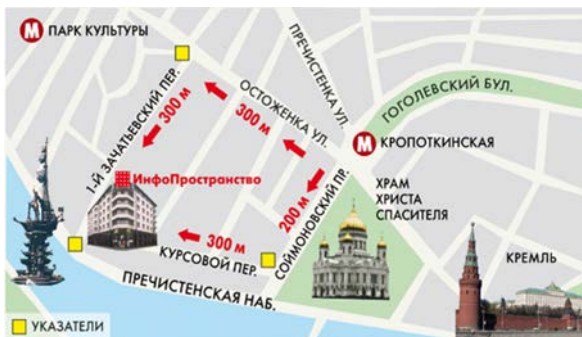 М ПАРК КУЛЬТУРЫ
ПРЕЧИСТЕНКА УЛ.
ГОГОЛЕВСКИЙ БУЛ.
ОСТОЖЕНКА УЛ.
300 м
300 м
1-Й ЗАЧАТЬЕВСКИЙ ПЕР.
М КРОПОТКИНСКАЯ
ИнфоПространство
200 м
СОЙМОНОВСКИЙ ПР.
ХРАМ
ХРИСТА
СПАСИТЕЛЯ
300 м
КУРСОВОЙ ПЕР.
КРЕМЛЬ
ПРЕЧИСТЕНСКАЯ НАБ.
УКАЗАТЕЛИ